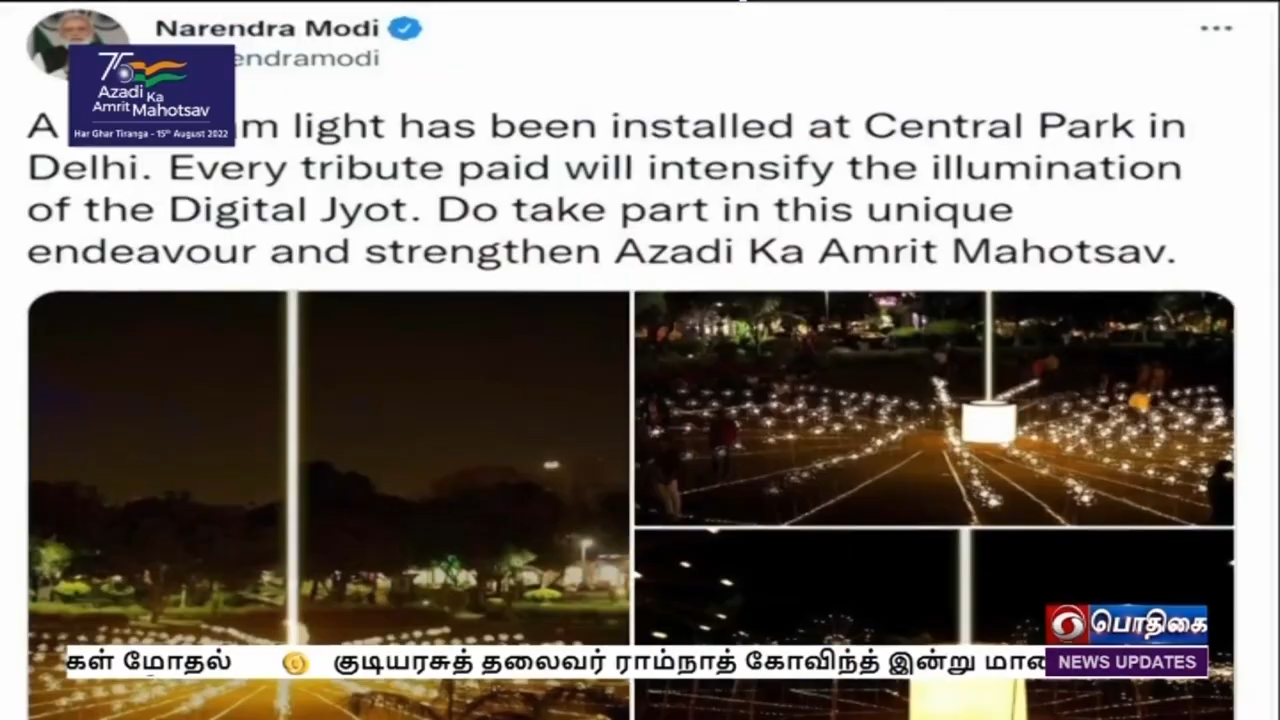 Narendra Modi
endramodi
75
Azadi
Ka
Amrit Mahotsav
Har Ghar Tiranga - 15th August 2022
A m light has been installed at Central Park in
Delhi. Every tribute paid will intensify the illumination
of the Digital Jyot. Do take part in this unique
endeavour and strengthen Azadi Ka Amrit Mahotsav.
பொதிகை
NEWS UPDATES
கள் மோதல் குடியரசுத் தலைவர் ராம்நாத் கோவிந்த் இன்று